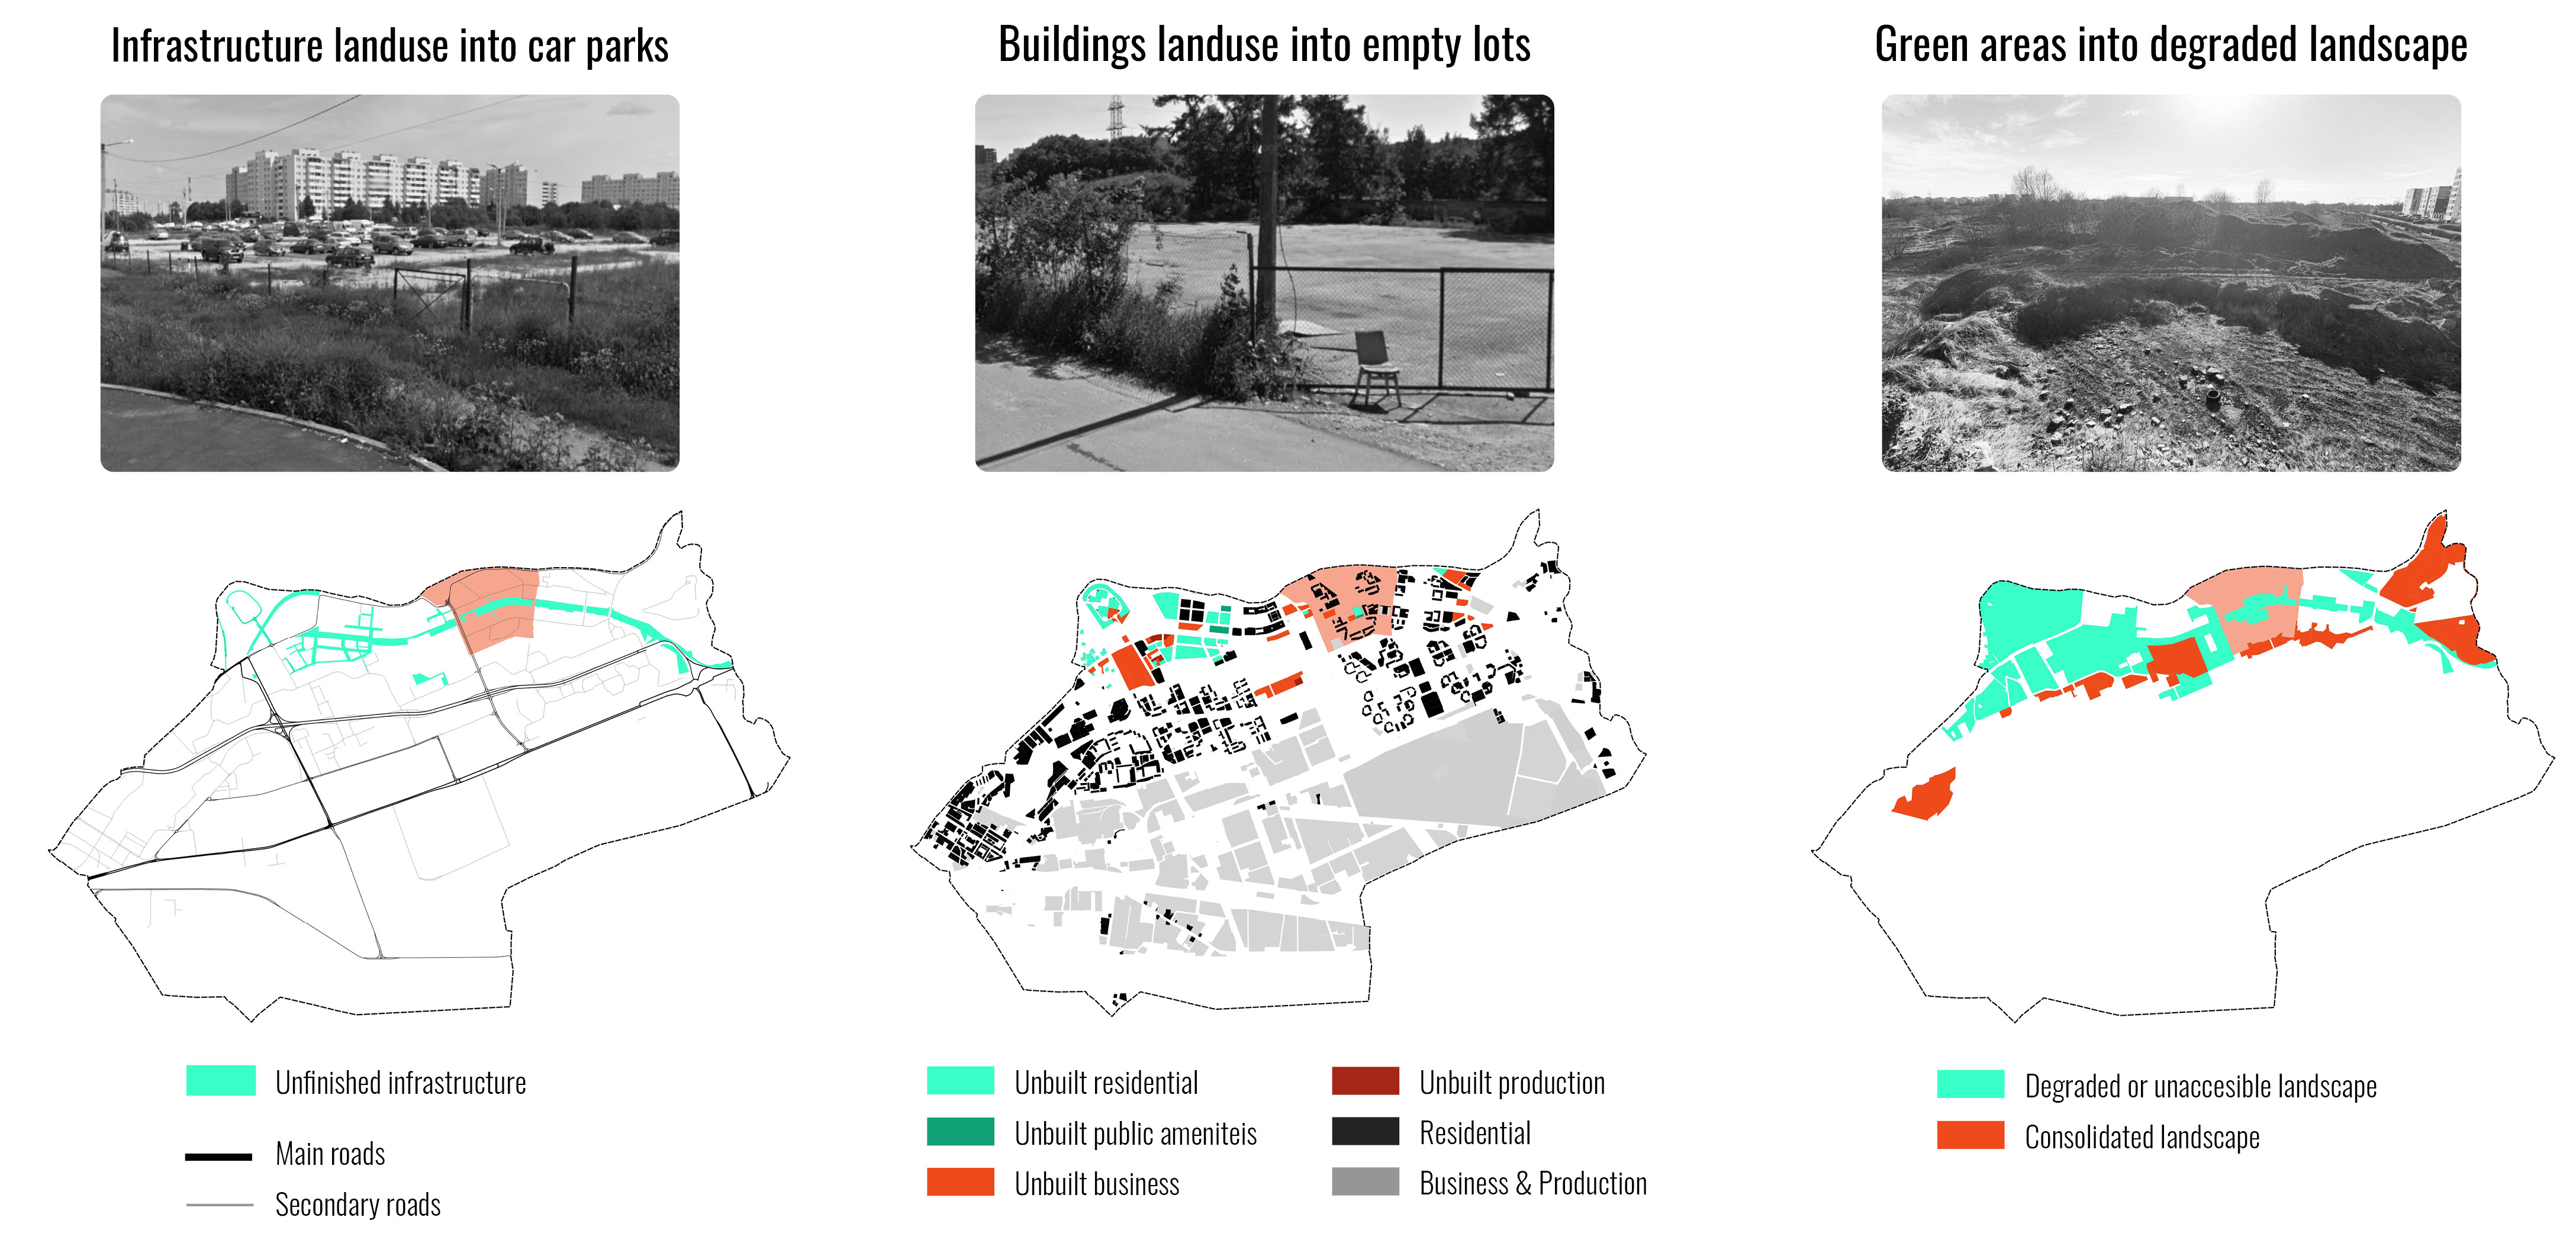 Infrastructure landuse into car parks
Buildings landuse into empty lots
Green areas into degraded landscape
Unfinished infrastructure
Main roads
Secondary roads
Unbuilt residential
Unbuilt public ameniteis
Unbuilt business
Unbuilt production
Residential
Business & Production
Degraded or unaccesible landscape
Consolidated landscape